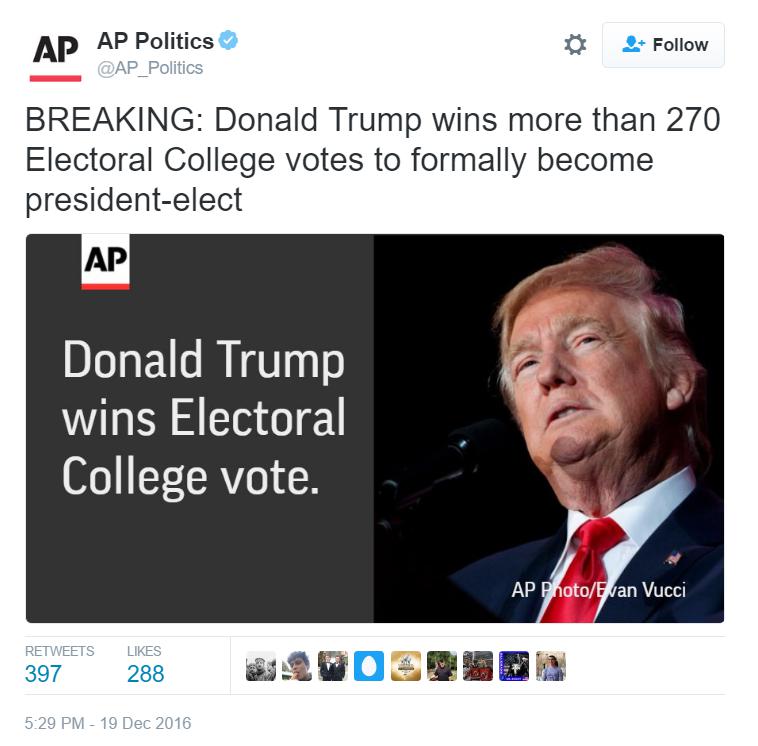 AP
AP Politics
@AP_Politics
Follow
BREAKING: Donald Trump wins more than 270
Electoral College votes to formally become
president-elect
AP
Donald Trump
wins Electoral
College vote.
AP Photo/Evan Vucci
RETWEETS
397
LIKES
288
5:29 PM - 19 Dec 2016